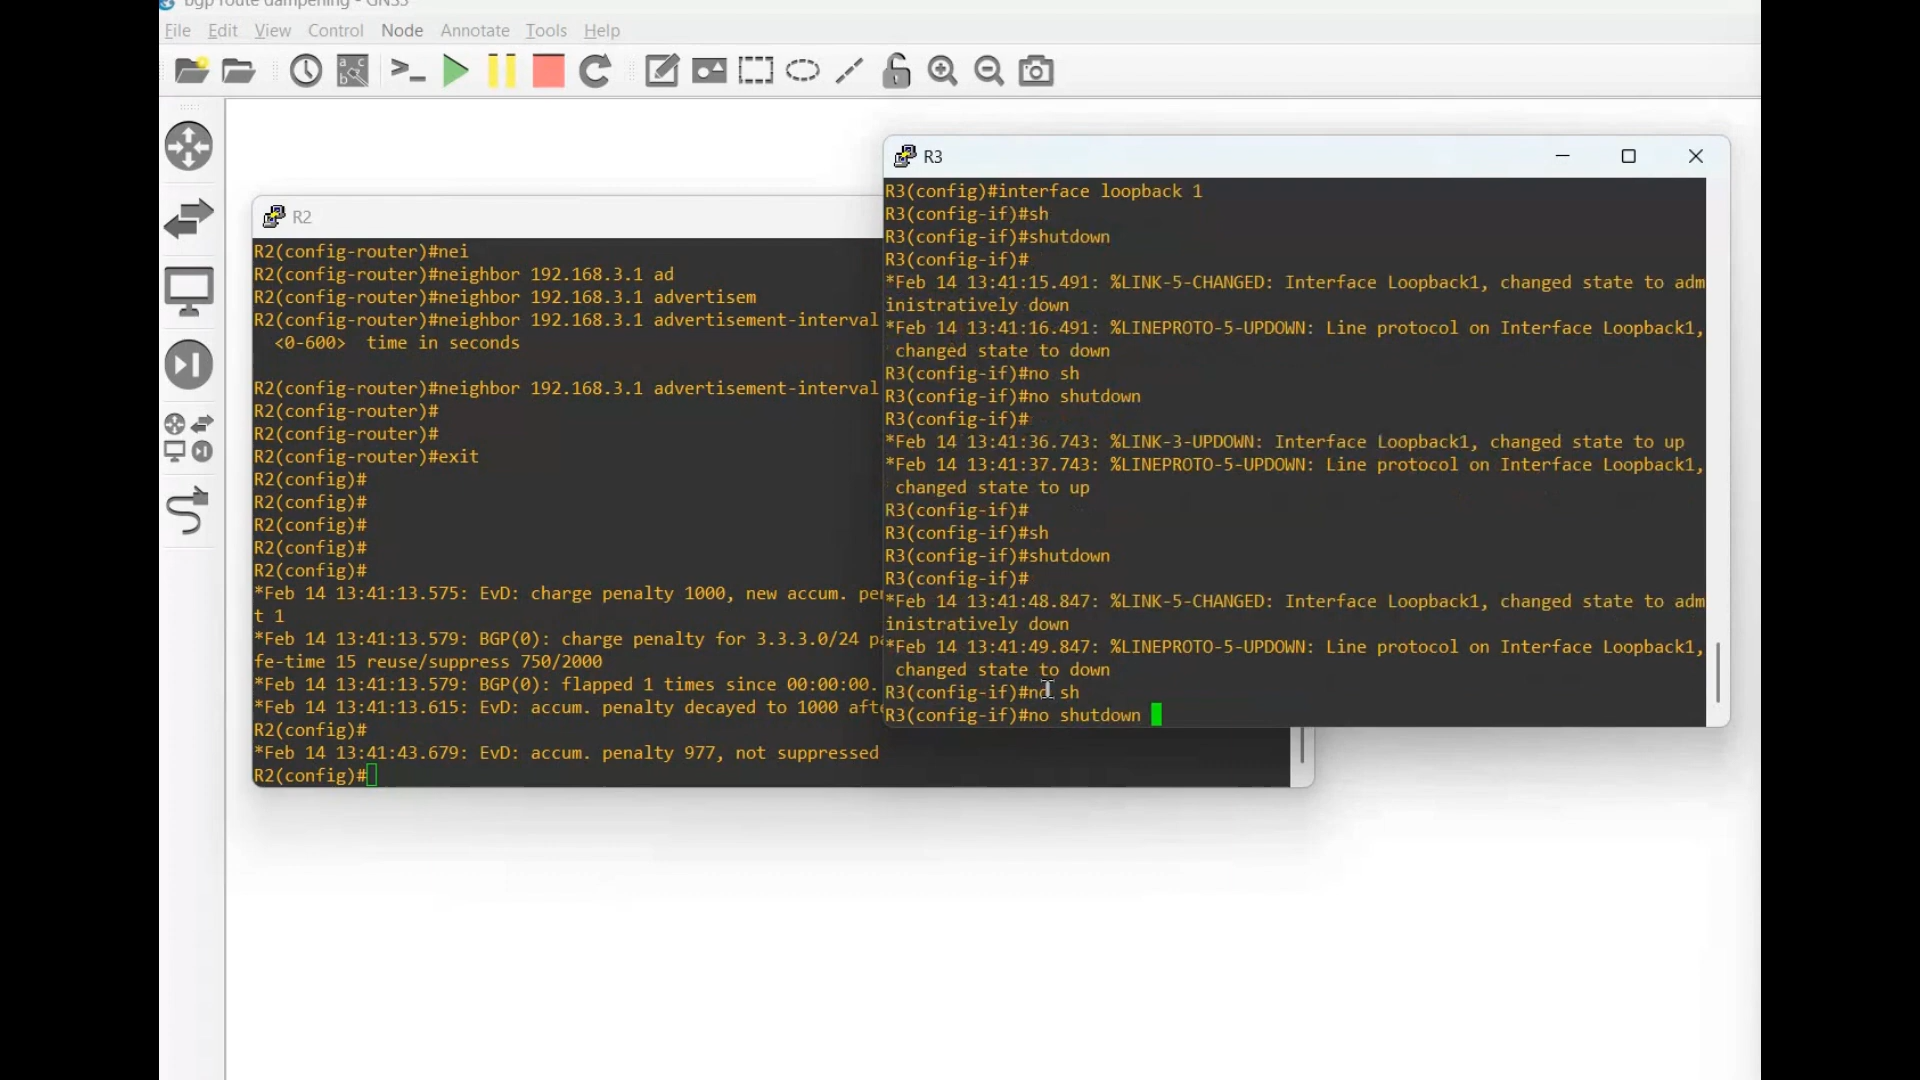 bgp route dampening - GNS3
File Edit View Control Node Annotate Tools Help
R2
R2(config-router)#nei
R2(config-router)#neighbor 192.168.3.1 ad
R2(config-router)#neighbor 192.168.3.1 advertisem
R2(config-router)#neighbor 192.168.3.1 advertisement-interval
<0-600> time in seconds
R2(config-router)#neighbor 192.168.3.1 advertisement-interval
R2(config-router)#
R2(config-router)#
R2(config-router)#exit
R2(config)#
R2(config)#
R2(config)#
R2(config)#
R2(config)#
*Feb 14 13:41:13.575: EvD: charge penalty 1000, new accum. pe
t 1
*Feb 14 13:41:13.579: BGP(0): charge penalty for 3.3.3.0/24 p
fe-time 15 reuse/suppress 750/2000
*Feb 14 13:41:13.579: BGP(0): flapped 1 times since 00:00:00.
*Feb 14 13:41:13.615: EvD: accum. penalty decayed to 1000 aft
R2(config)#
*Feb 14 13:41:43.679: EvD: accum. penalty 977, not suppressed
R2(config)#
R3
R3(config)#interface loopback 1
R3(config-if)#sh
R3(config-if)#shutdown
R3(config-if)#
*Feb 14 13:41:15.491: %LINK-5-CHANGED: Interface Loopback1, changed state to adm
inistratively down
*Feb 14 13:41:16.491: %LINEPROTO-5-UPDOWN: Line protocol on Interface Loopback1,
changed state to down
R3(config-if)#no sh
R3(config-if)#no shutdown
R3(config-if)#
*Feb 14 13:41:36.743: %LINK-3-UPDOWN: Interface Loopback1, changed state to up
*Feb 14 13:41:37.743: %LINEPROTO-5-UPDOWN: Line protocol on Interface Loopback1,
changed state to up
R3(config-if)#
R3(config-if)#sh
R3(config-if)#shutdown
R3(config-if)#
*Feb 14 13:41:48.847: %LINK-5-CHANGED: Interface Loopback1, changed state to adm
inistratively down
*Feb 14 13:41:49.847: %LINEPROTO-5-UPDOWN: Line protocol on Interface Loopback1,
changed state to down
R3(config-if)#no sh
R3(config-if)#no shutdown